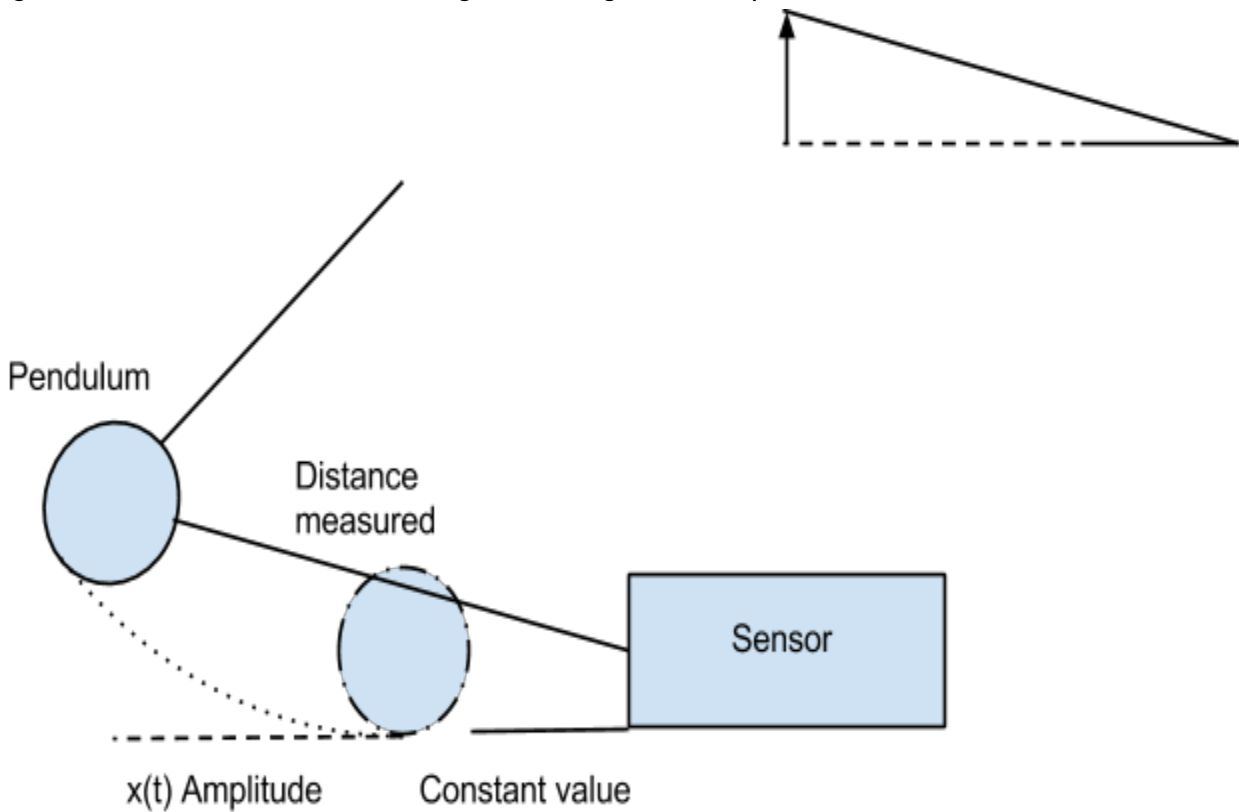 Pendulum
Distance
measured
Sensor
x(t) Amplitude
Constant value